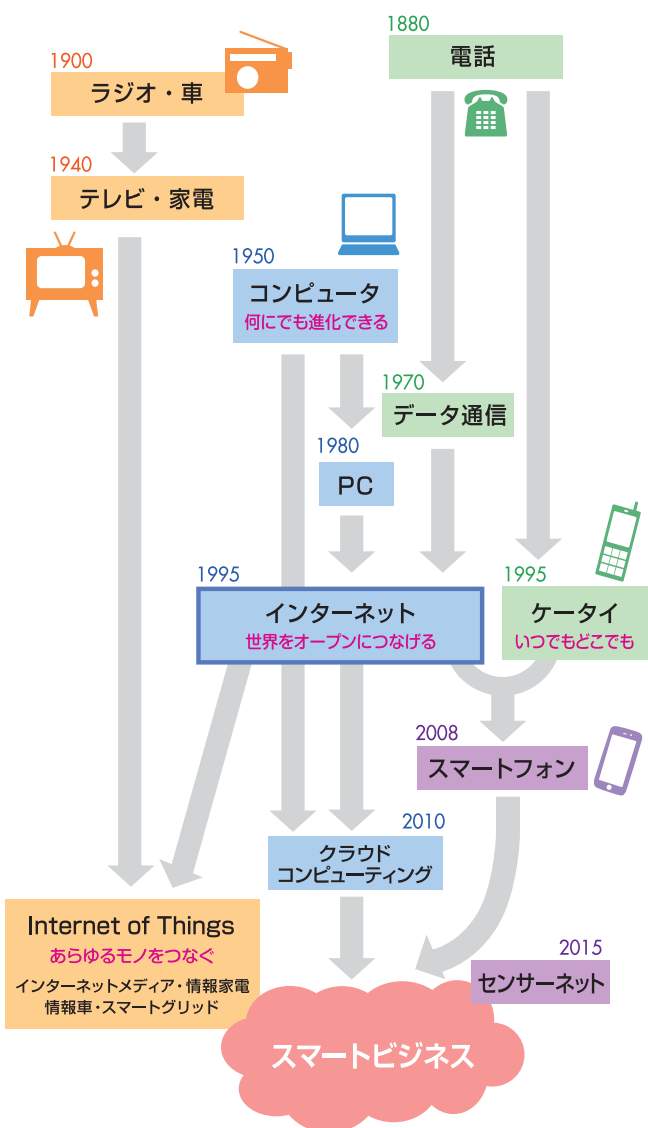 1880
電話
1900
ラジオ・車
1940
テレビ・家電
1950
コンピュータ
何にでも進化できる
1970
データ通信
1980
PC
1995
インターネット
世界をオープンにつなげる
1995
ケータイ
いつでもどこでも
2008
スマートフォン
2010
クラウド
コンピューティング
Internet of Things
あらゆるモノをつなぐ
インターネットメディア・情報家電
情報車・スマートグリッド
2015
センサーネット
スマートビジネス